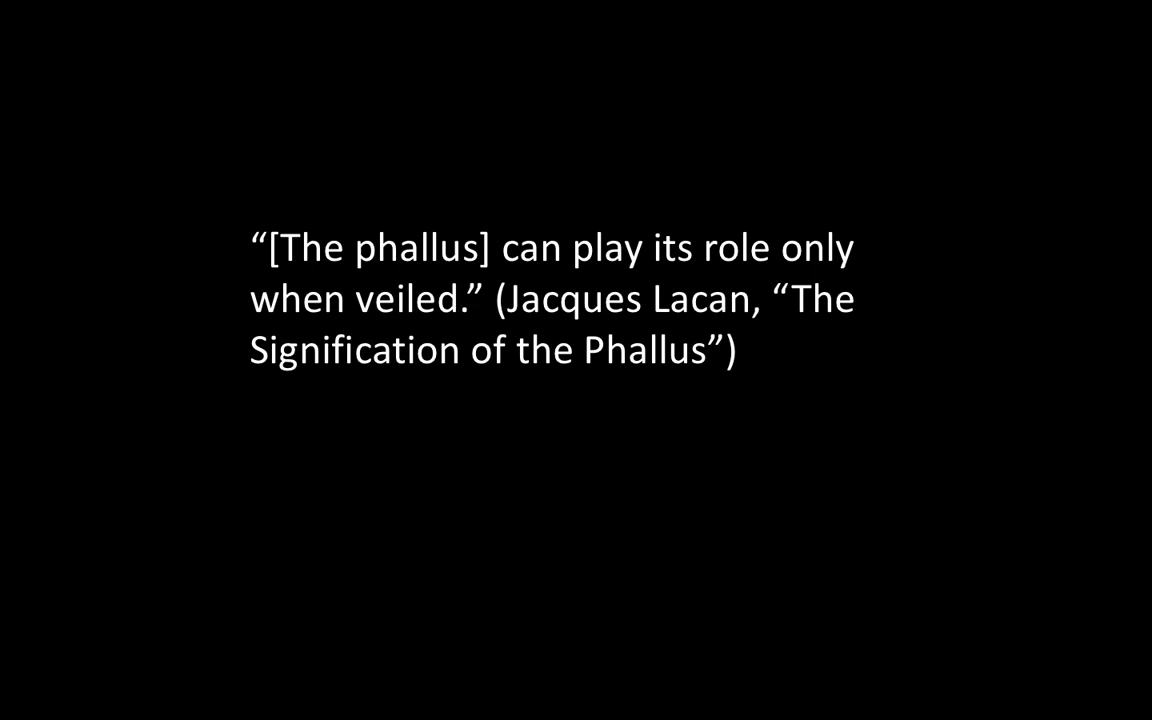 “[The phallus] can play its role only
when veiled.” (Jacques Lacan, “The
Signification of the Phallus”)